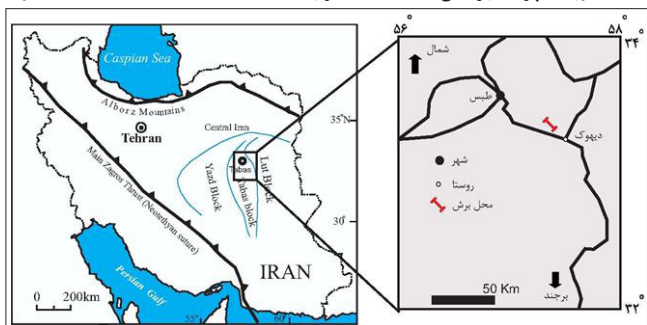 Caspian Sea
Alborz Mountains
Tehran
35˚N
Central Iran
Tabas
Main Zagros Thrust (Neotethyan suture)
Yazd Block
Tabas block
Lut Block
30˚
IRAN
Persian Gulf
0 200km
55˚
60˚
۵۶
۵۸
۳۴
شمال
طبس
دیهوک
شهر
روستا
محل برش
50 Km
برجند
۳۲